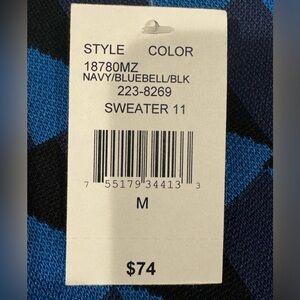 STYLE COLOR
18780MZ
NAVY/BLUEBELL/BLK
223-8269
SWEATER 11
7 55179 34413 3
M
$74